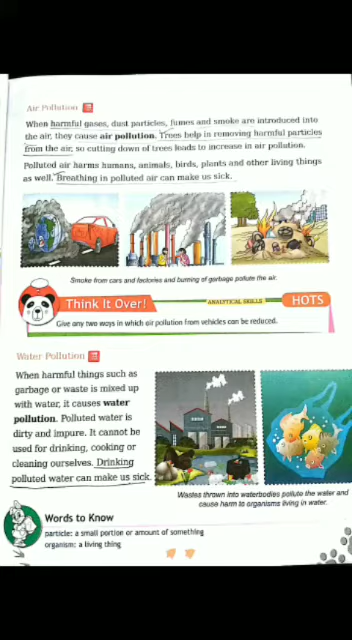 Air Pollution
When harmful gases, dust particles, fumes and smoke are introduced into
the air, they cause air pollution. Trees help in removing harmful particles
from the air, so cutting down of trees leads to increase in air pollution.
Polluted air harms humans, animals, birds, plants and other living things
as well. Breathing in polluted air can make us sick.
Smoke from cars and factories and burning of garbage pollute the air.
Think It Over!
ANALYTICAL SKILLS
HOTS
Give any two ways in which air pollution from vehicles can be reduced.
Water Pollution
When harmful things such as
garbage or waste is mixed up
with water, it causes water
pollution. Polluted water is
dirty and impure. It cannot be
used for drinking, cooking or
cleaning ourselves. Drinking
polluted water can make us sick.
Wastes thrown into waterbodies pollute the water and
cause harm to organisms living in water.
Words to Know
particle: a small portion or amount of something
organism: a living thing